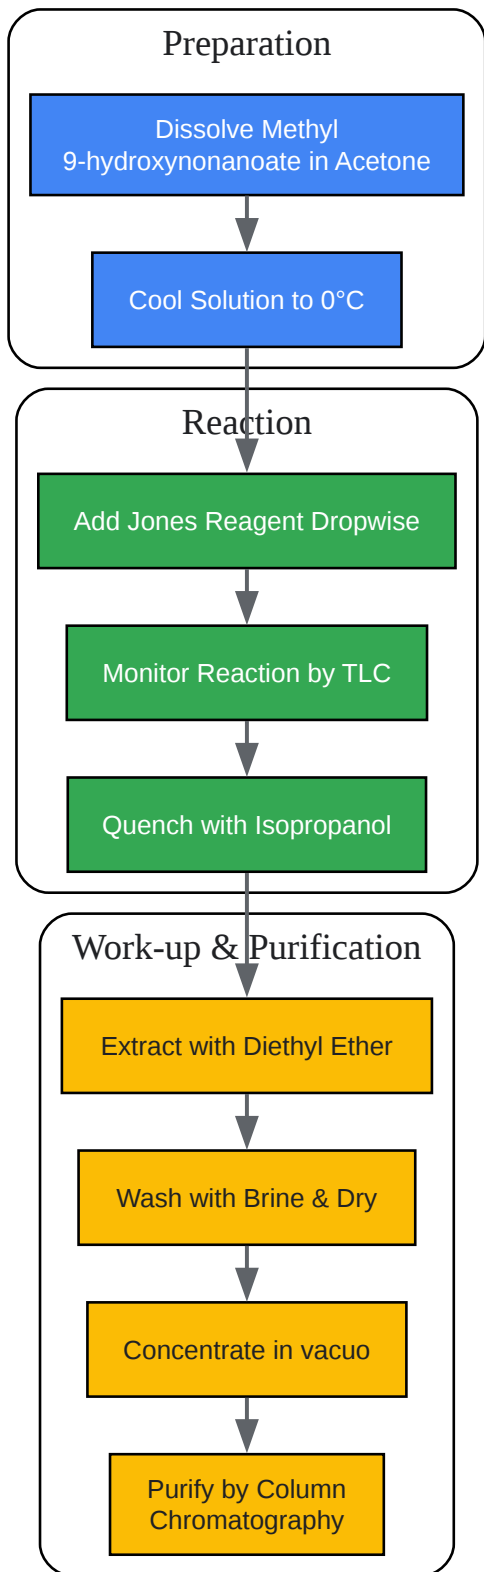 Preparation
Dissolve Methyl
9-hydroxynonanoate in Acetone
Cool Solution to 0°C
Reaction
Add Jones Reagent Dropwise
Monitor Reaction by TLC
Quench with Isopropanol
Work-up & Purification
Extract with Diethyl Ether
Wash with Brine & Dry
Concentrate in vacuo
Purify by Column
Chromatography